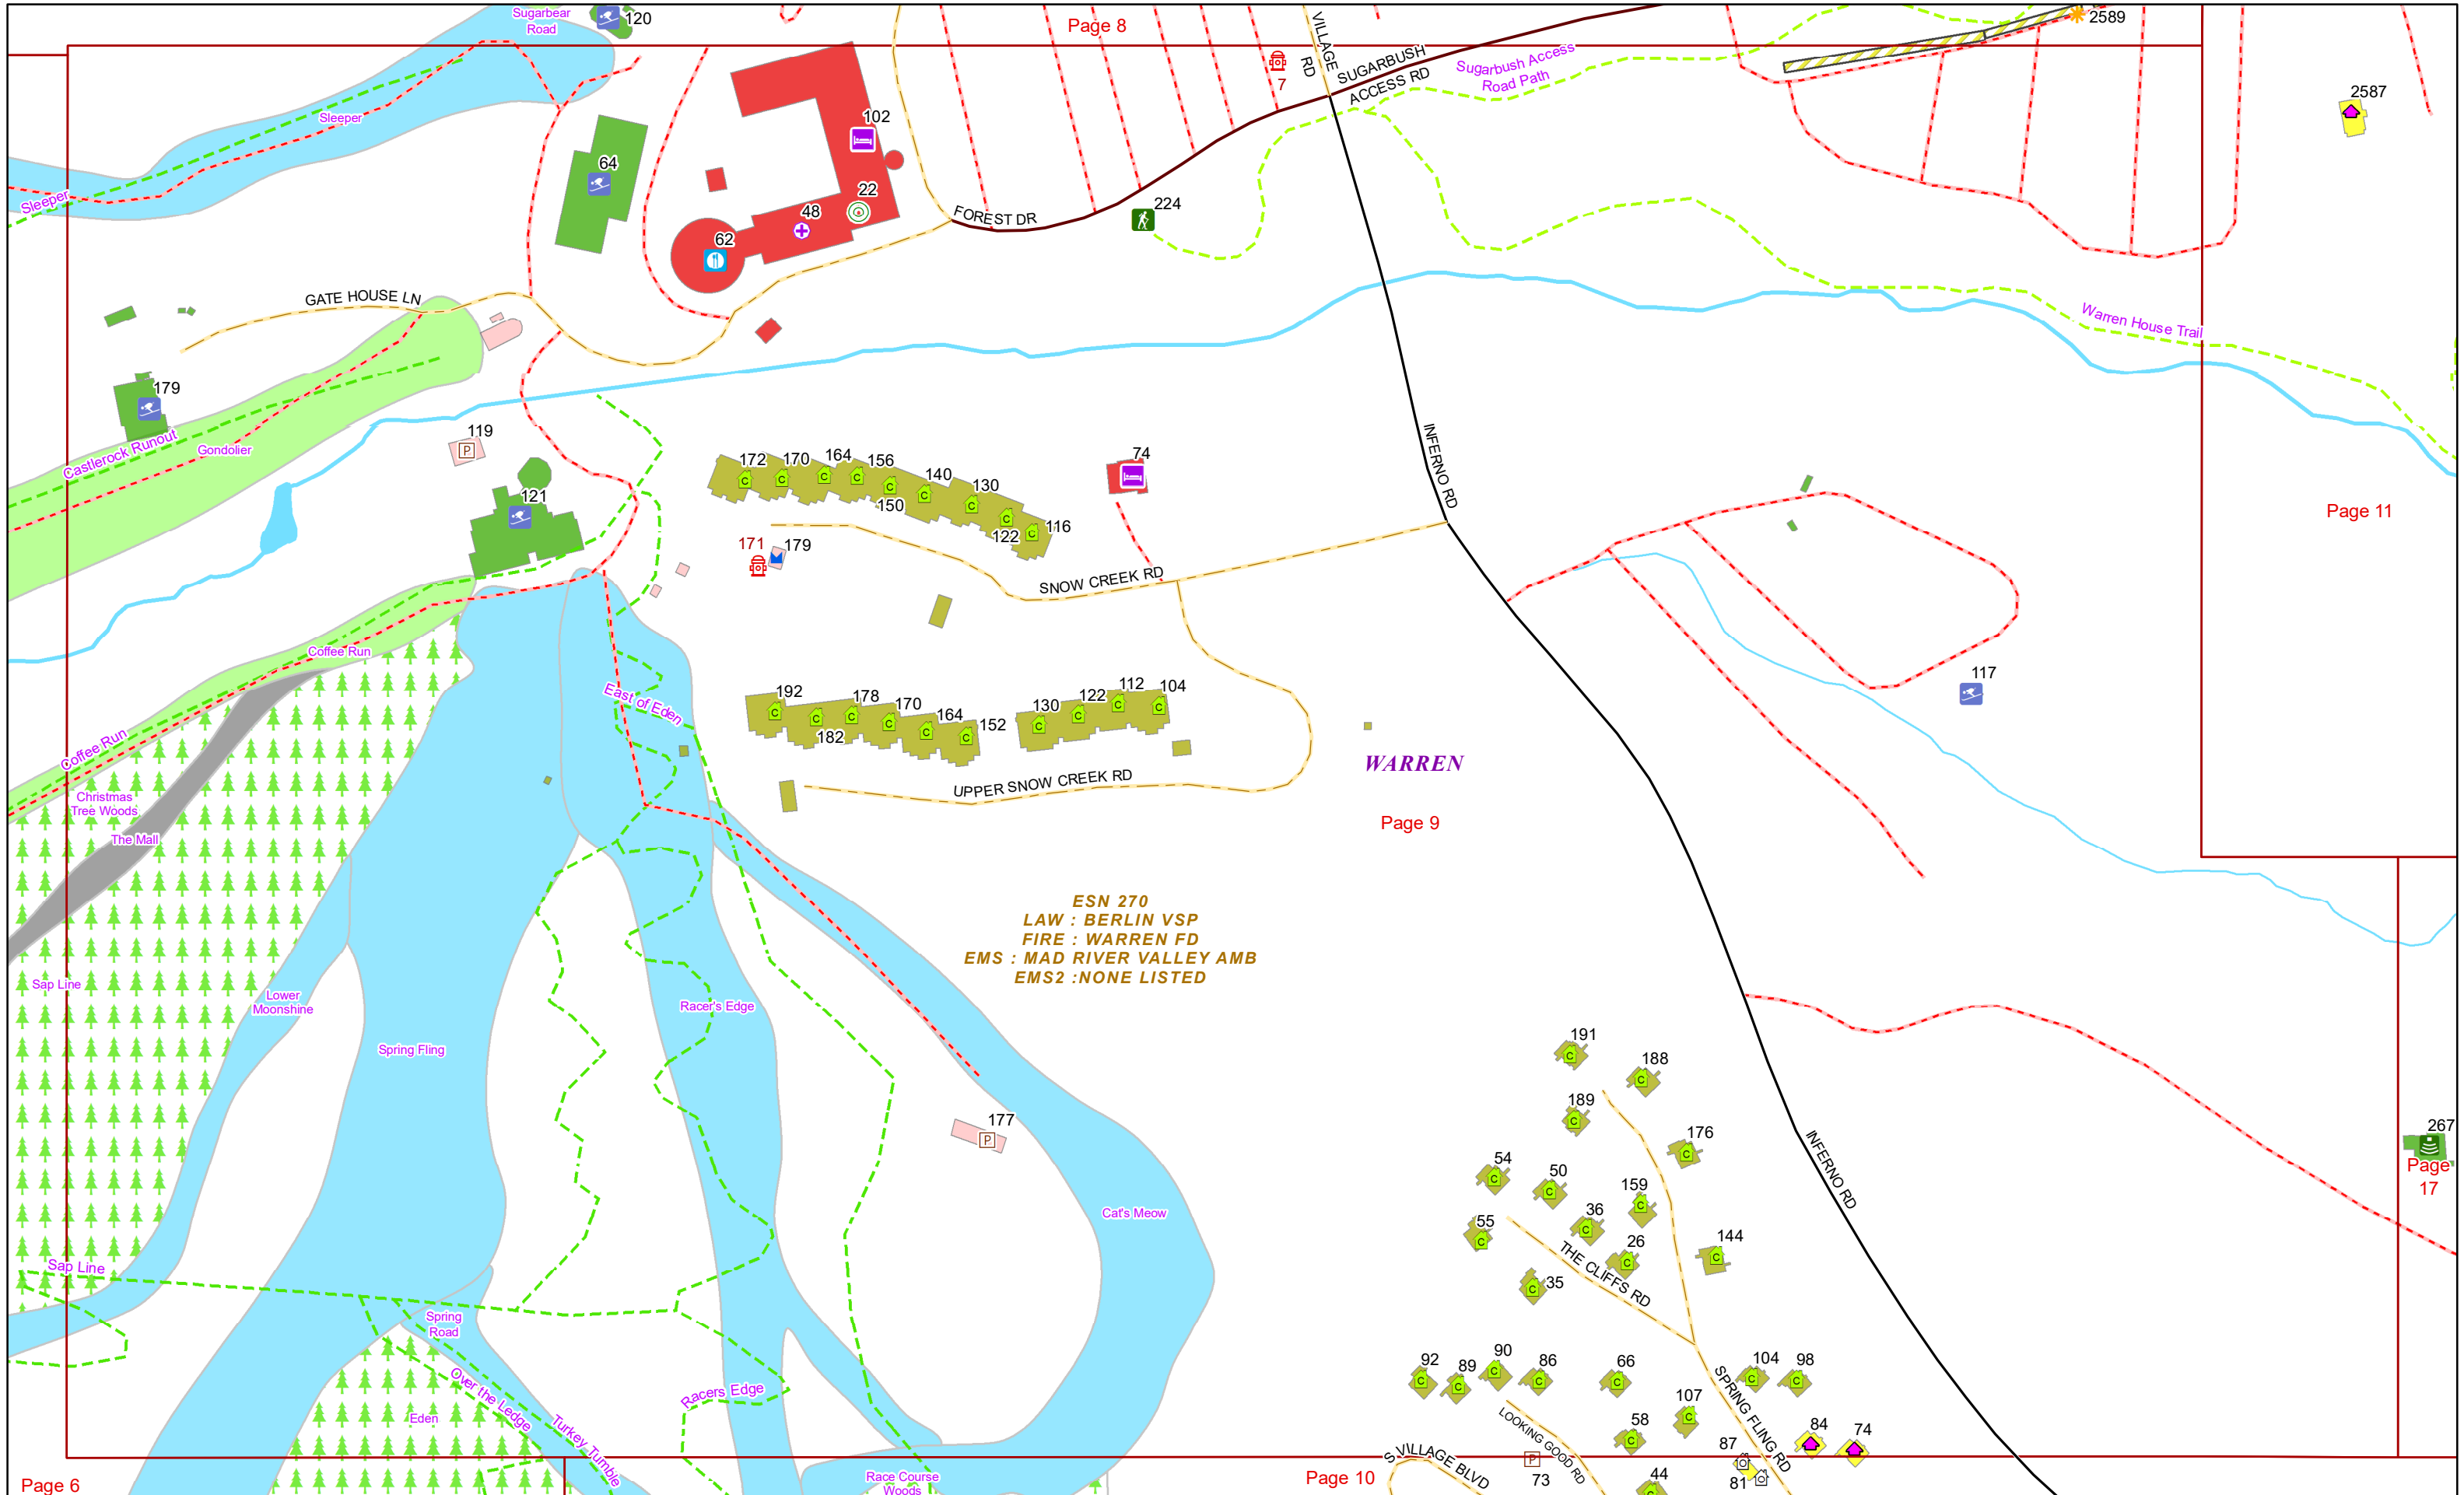 Sugarbear
Road
120
Page 8
VILLAGE
RD
SUGARBUSH
ACCESS RD
Sugarbush Access
Road Path
2589
7
2587
Sleeper
Sleeper
64
102
22
48
62
FOREST DR
224
GATE HOUSE LN
Warren House Trail
179
119
Castlerock Runout
Gondolier
121
172
170
164
156
150
140
130
122
116
74
INFERNO RD
Page 11
171
179
SNOW CREEK RD
Coffee Run
East of Eden
192
182
178
170
164
152
130
122
112
104
117
Coffee Run
UPPER SNOW CREEK RD
WARREN
Page 9
Christmas
Tree Woods
The Mall
ESN 270
LAW : BERLIN VSP
FIRE : WARREN FD
EMS : MAD RIVER VALLEY AMB
EMS2 :NONE LISTED
Sap Line
Lower
Moonshine
Racer's Edge
Spring Fling
191
188
189
177
176
INFERNO RD
267
Page
17
54
50
159
Cat's Meow
55
36
26
144
THE CLIFFS RD
35
Sap Line
Spring
Road
92
89
90
86
66
104
98
Over the Ledge
Racers Edge
SPRING FLING RD
107
Eden
Turkey Tumble
LOOKING GOOD RD
58
84
74
87
S VILLAGE BLVD
Page 6
Race Course
Woods
Page 10
73
44
81